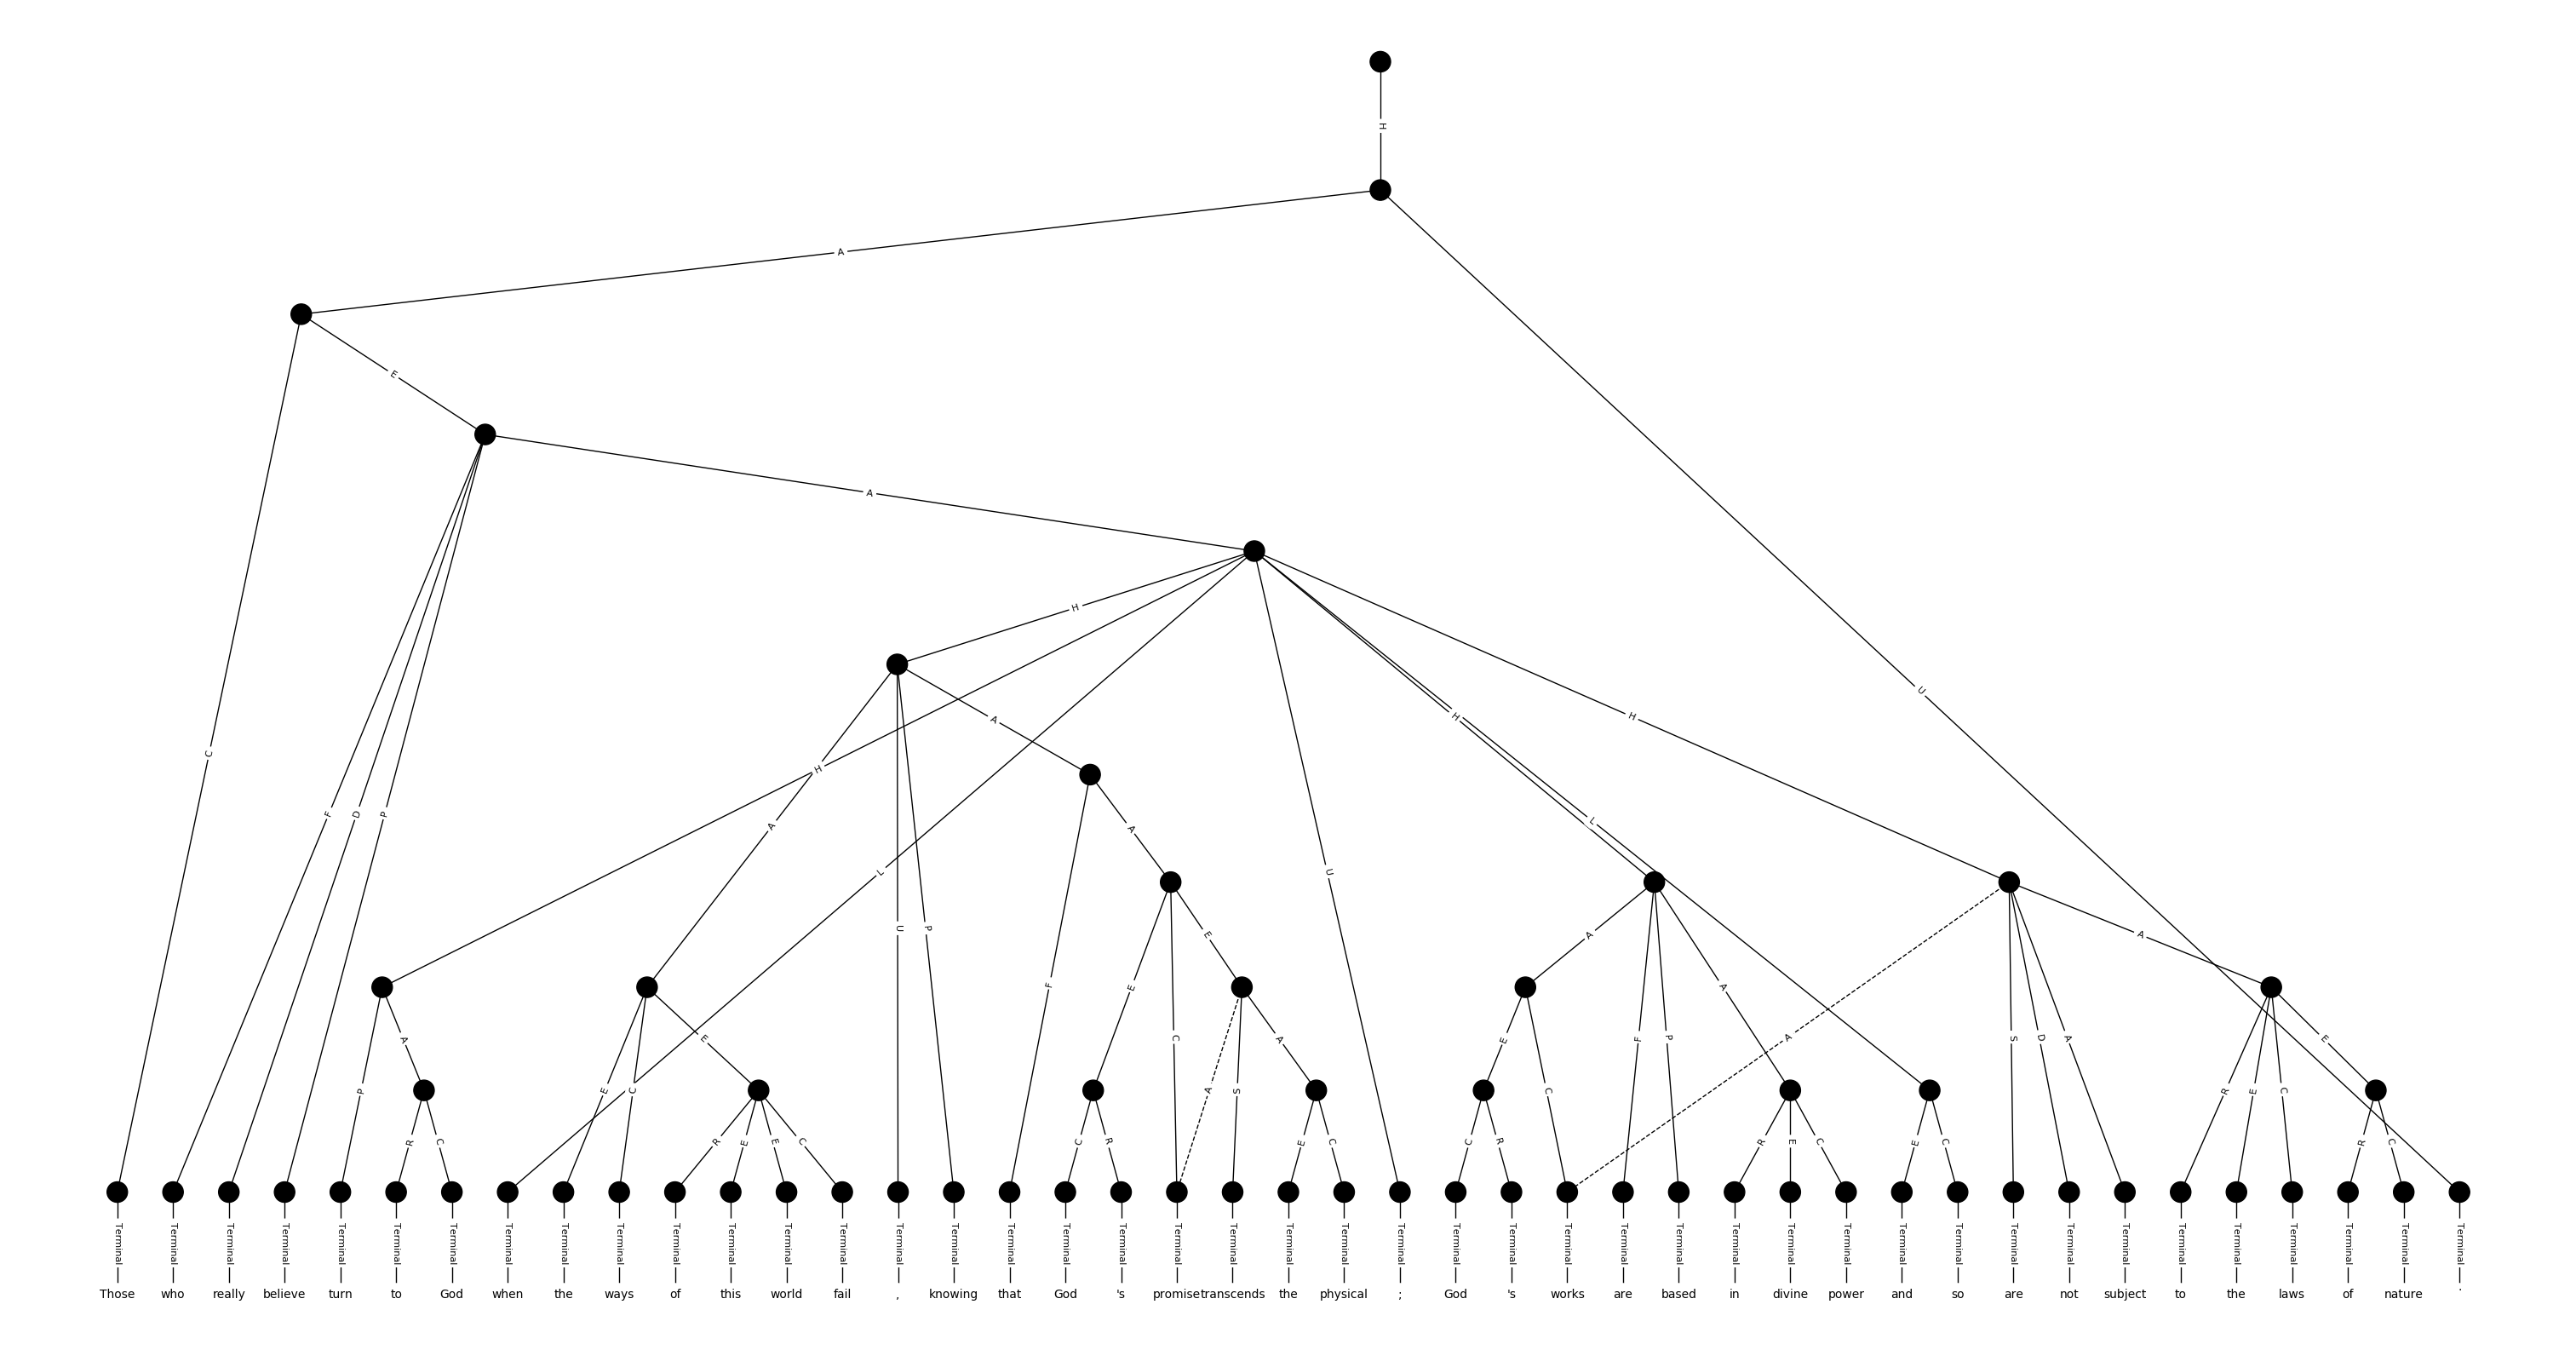 H
A
E
A
H
A
C
H
H
U
F
D
P
H
A
A
L
L
U
U
P
E
A
A
F
E
E
A
A
P
A
E
C
C
A
S
A
E
C
F
P
A
S
D
A
R
E
C
E
R
C
R
E
E
C
C
R
E
C
C
R
R
E
C
E
C
R
C
Terminal Terminal Terminal Terminal Terminal Terminal Terminal Terminal Terminal Terminal Terminal Terminal Terminal Terminal Terminal Terminal Terminal Terminal Terminal Terminal Terminal Terminal Terminal Terminal Terminal Terminal Terminal Terminal Terminal Terminal Terminal Terminal Terminal Terminal Terminal Terminal Terminal Terminal Terminal Terminal Terminal Terminal Terminal
Those who really believe turn to God when the ways of this world fail , knowing that God 's promise transcends the physical ; God 's works are based in divine power and so are not subject to the laws of nature .